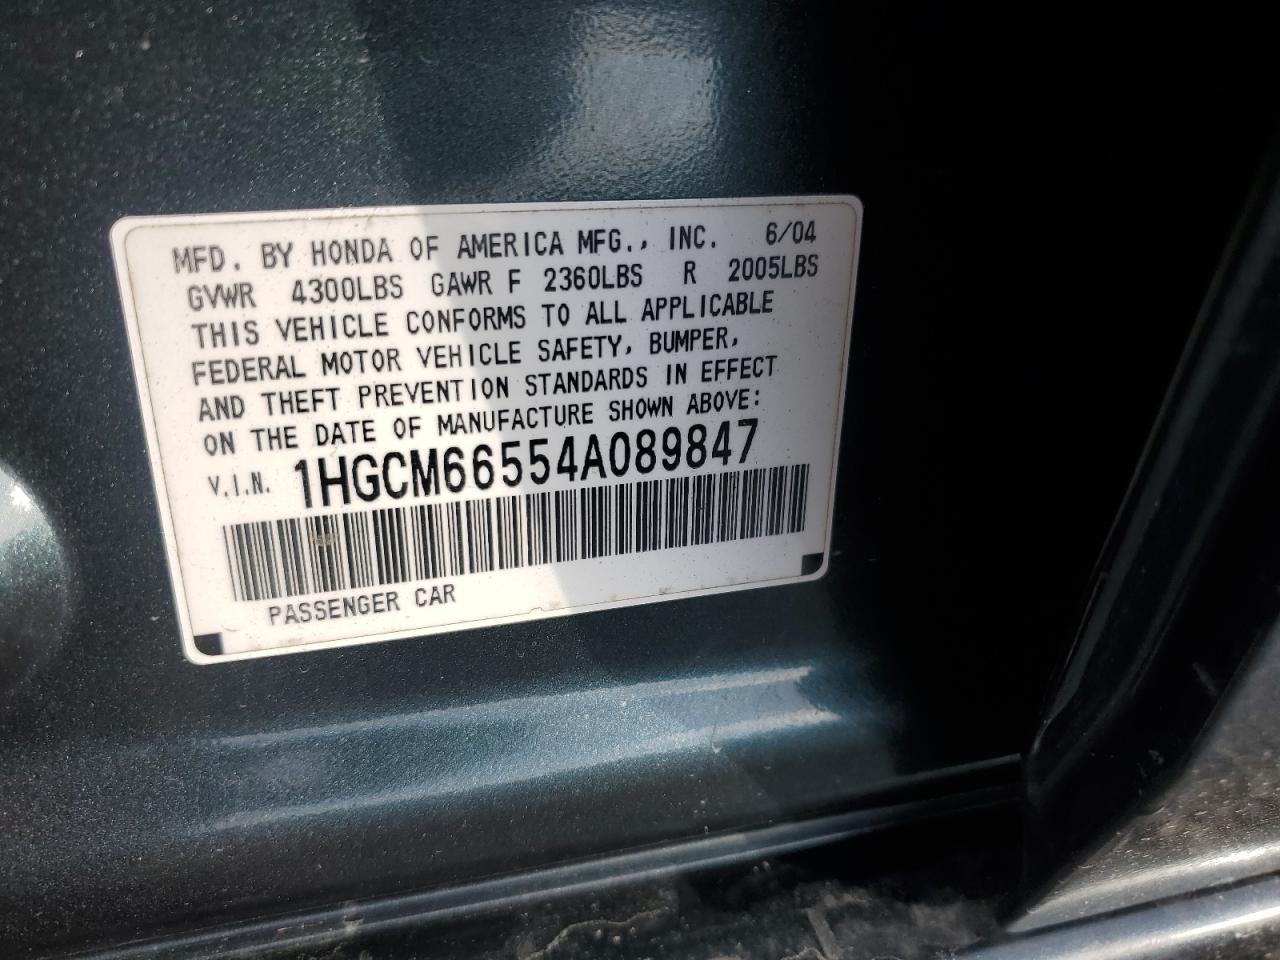 MFD. BY HONDA OF AMERICA MFG., INC. 6/04
GVWR 4300LBS GAWR F 2360LBS R 2005LBS
THIS VEHICLE CONFORMS TO ALL APPLICABLE
FEDERAL MOTOR VEHICLE SAFETY, BUMPER,
AND THEFT PREVENTION STANDARDS IN EFFECT
ON THE DATE OF MANUFACTURE SHOWN ABOVE:
V.I.N. 1HGCM66554A089847
PASSENGER CAR